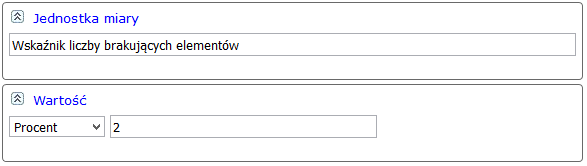 Jednostka miary
Wskaźnik liczby brakujących elementów
Wartość
Procent 2